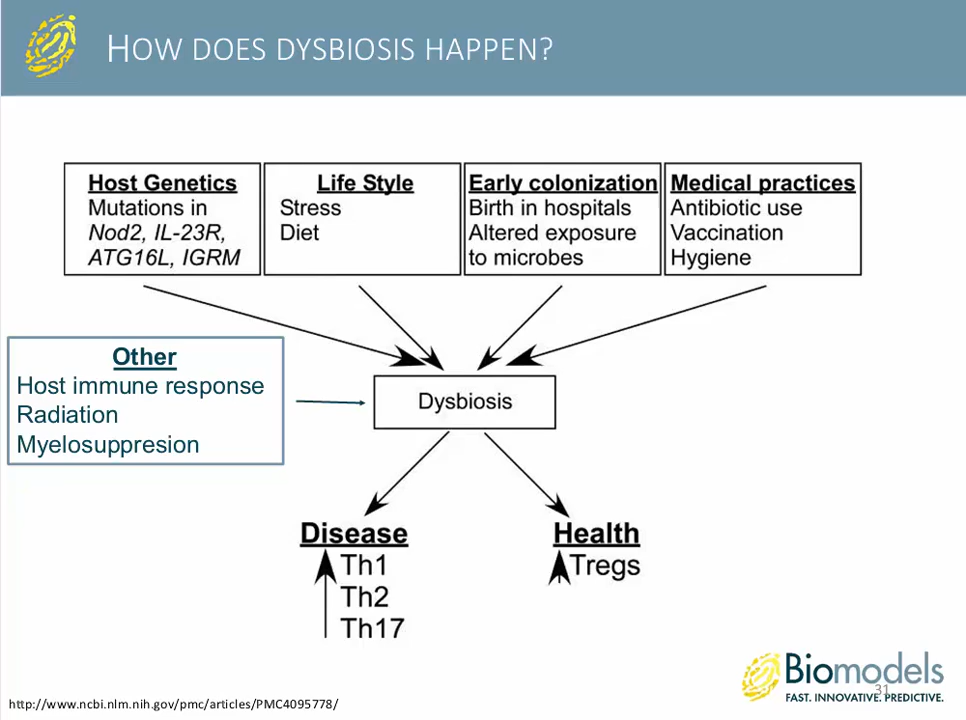 HOW DOES DYSBIOSIS HAPPEN?
Host Genetics
Mutations in
Nod2, IL-23R,
ATG16L, IGRM
Life Style
Stress
Diet
Early colonization
Birth in hospitals
Altered exposure
to microbes
Medical practices
Antibiotic use
Vaccination
Hygiene
Other
Host immune response
Radiation
Myelosuppresion
Dysbiosis
Disease
Th1
Th2
Th17
Health
Tregs
Biomodels
FAST. INNOVATIVE. PREDICTIVE.
31
http://www.ncbi.nlm.nih.gov/pmc/articles/PMC4095778/